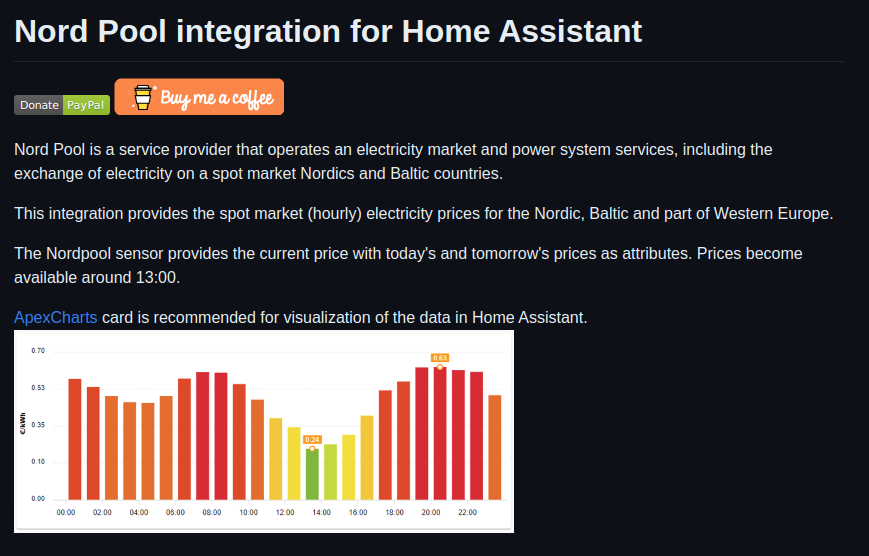 Nord Pool integration for Home Assistant
Donate PayPal Buy me a coffee
Nord Pool is a service provider that operates an electricity market and power system services, including the
exchange of electricity on a spot market Nordics and Baltic countries.
This integration provides the spot market (hourly) electricity prices for the Nordic, Baltic and part of Western Europe.
The Nordpool sensor provides the current price with today's and tomorrow's prices as attributes. Prices become
available around 13:00.
ApexCharts card is recommended for visualization of the data in Home Assistant.
0.70
0.63
0.53
0.35
0.24
0.18
0.00
€/kWh
00:00 02:00 04:00 06:00 08:00 10:00 12:00 14:00 16:00 18:00 20:00 22:00